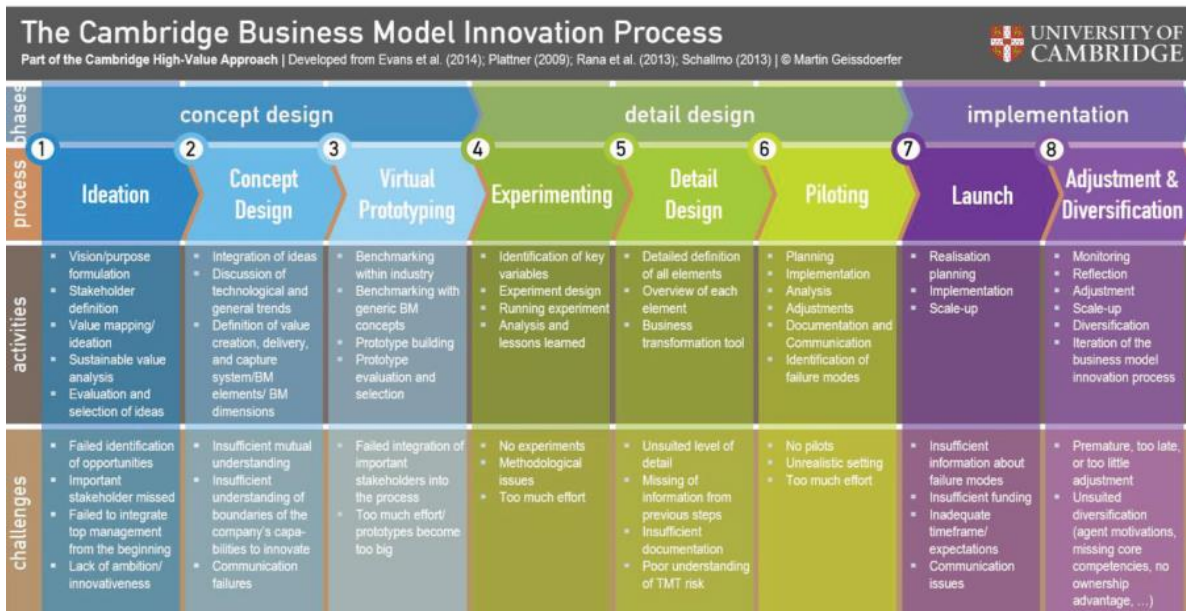 The Cambridge Business Model Innovation Process
Part of the Cambridge High-Value Approach | Developed from Evans et al. (2014); Plattner (2009); Rana et al. (2013); Schallmo (2013) | © Martin Geissdoerfer
UNIVERSITY OF
CAMBRIDGE
phases
concept design
detail design
implementation
process
1
Ideation
2
Concept
Design
3
Virtual
Prototyping
4
Experimenting
5
Detail
Design
6
Piloting
7
Launch
8
Adjustment &
Diversification
activities
Vision/purpose
formulation
Stakeholder
definition
Value mapping/
ideation
Sustainable value
analysis
Evaluation and
selection of ideas
Integration of ideas
Discussion of
technological and
general trends
Definition of value
creation, delivery,
and capture
system/BM
elements/ BM
dimensions
Benchmarking
within industry
Benchmarking with
generic BM
concepts
Prototype building
Prototype
evaluation and
selection
Identification of key
variables
Experiment design
Running experiment
Analysis and
lessons learned
Detailed definition
of all elements
Overview of each
element
Business
transformation tool
Planning
Implementation
Analysis
Adjustments
Documentation and
Communication
Identification of
failure modes
Realisation
planning
Implementation
Scale-up
Monitoring
Reflection
Adjustment
Scale-up
Diversification
Iteration of the
business model
innovation process
challenges
Failed identification
of opportunities
Important
stakeholder missed
Failed to integrate
top management
from the beginning
Lack of ambition/
innovativeness
Insufficient mutual
understanding
Insufficient
understanding of
boundaries of the
company's capa-
bilities to innovate
Communication
failures
Failed integration of
important
stakeholders into
the process
Too much effort/
prototypes become
too big
No experiments
Methodological
issues
Too much effort
Unsuited level of
detail
Missing of
information from
previous steps
Insufficient
documentation
Poor understanding
of TMT risk
No pilots
Unrealistic setting
Too much effort
Insufficient
information about
failure modes
Insufficient funding
Inadequate
timeframe/
expectations
Communication
issues
Premature, too late,
or too little
adjustment
Unsuited
diversification
(agent motivations,
missing core
competencies, no
ownership
advantage, ...)